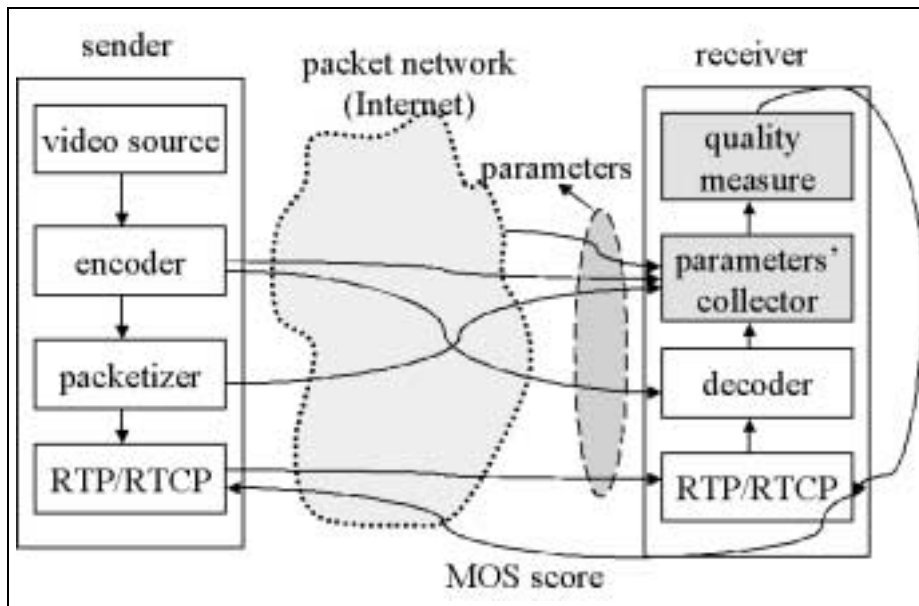 sender
packet network
(Internet)
receiver
video source
encoder
packetizer
RTP/RTCP
parameters
quality
measure
parameters’
collector
decoder
RTP/RTCP
MOS score